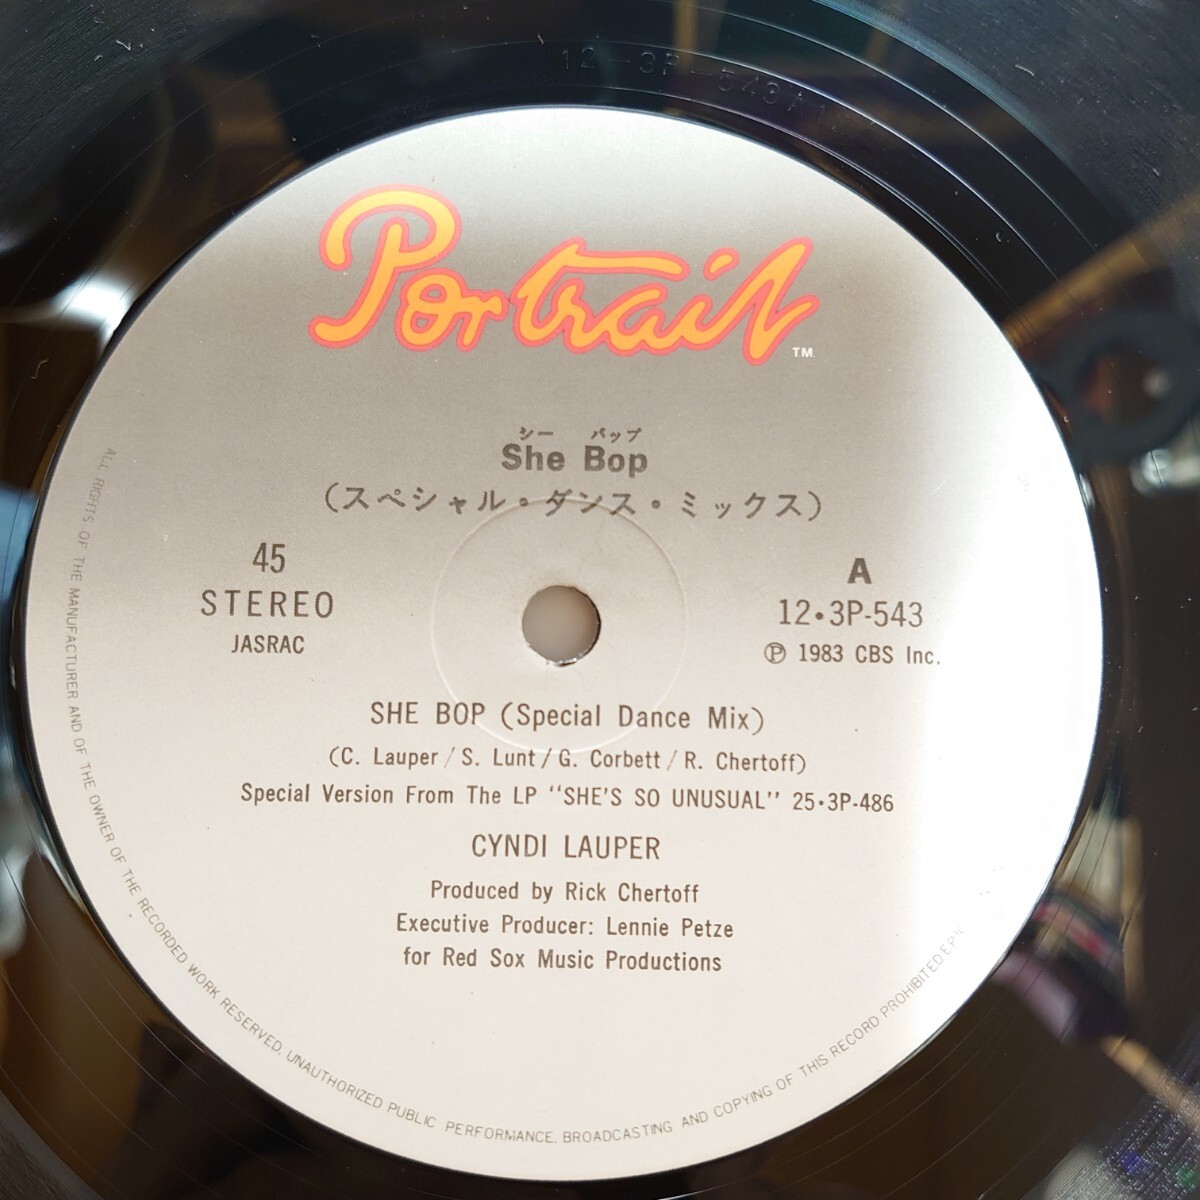 12-3P-543A1
Portrait
TM.
シー バップ
She Bop
(スペシャル・ダンス・ミックス)
45
STEREO
JASRAC
A
12・3P-543
Ⓟ 1983 CBS Inc.
SHE BOP (Special Dance Mix)
(C. Lauper / S. Lunt / G. Corbett / R. Chertoff)
Special Version From The LP "SHE'S SO UNUSUAL" 25・3P-486
CYNDI LAUPER
Produced by Rick Chertoff
Executive Producer: Lennie Petze
for Red Sox Music Productions
ALL RIGHTS OF THE MANUFACTURER AND OF THE OWNER OF THE RECORDED WORK RESERVED. UNAUTHORIZED PUBLIC PERFORMANCE. BROADCASTING AND COPYING OF THIS RECORD PROHIBITED